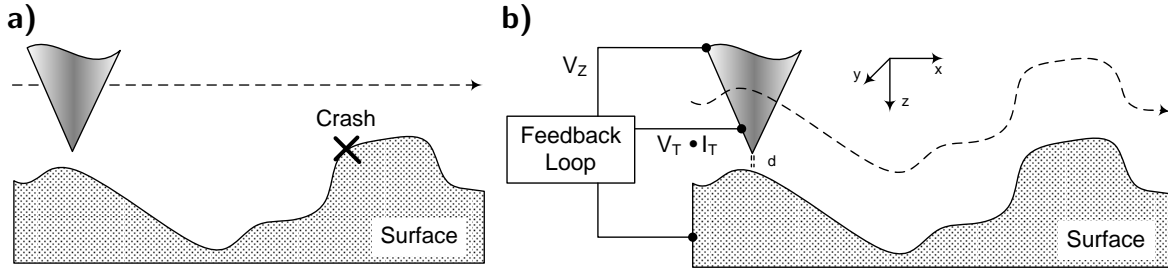 a)
Crash
Surface
b)
V_Z
Feedback
Loop
V_T • I_T
d
x
y
z
Surface